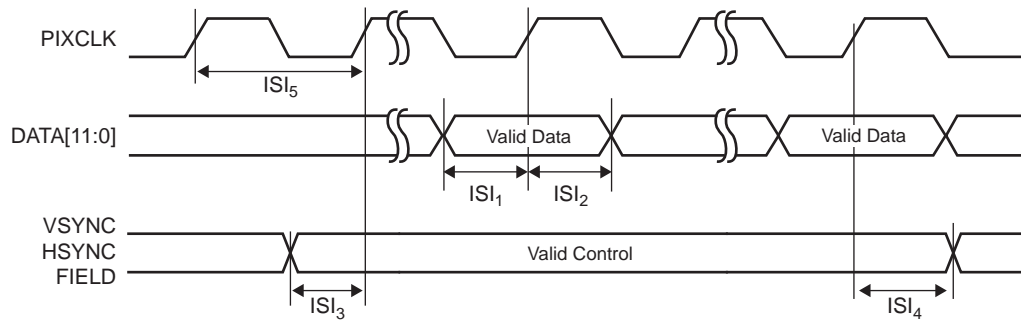 PIXCLK
ISI5
DATA[11:0]
Valid Data
Valid Data
ISI1
ISI2
VSYNC
HSYNC
FIELD
Valid Control
ISI3
ISI4